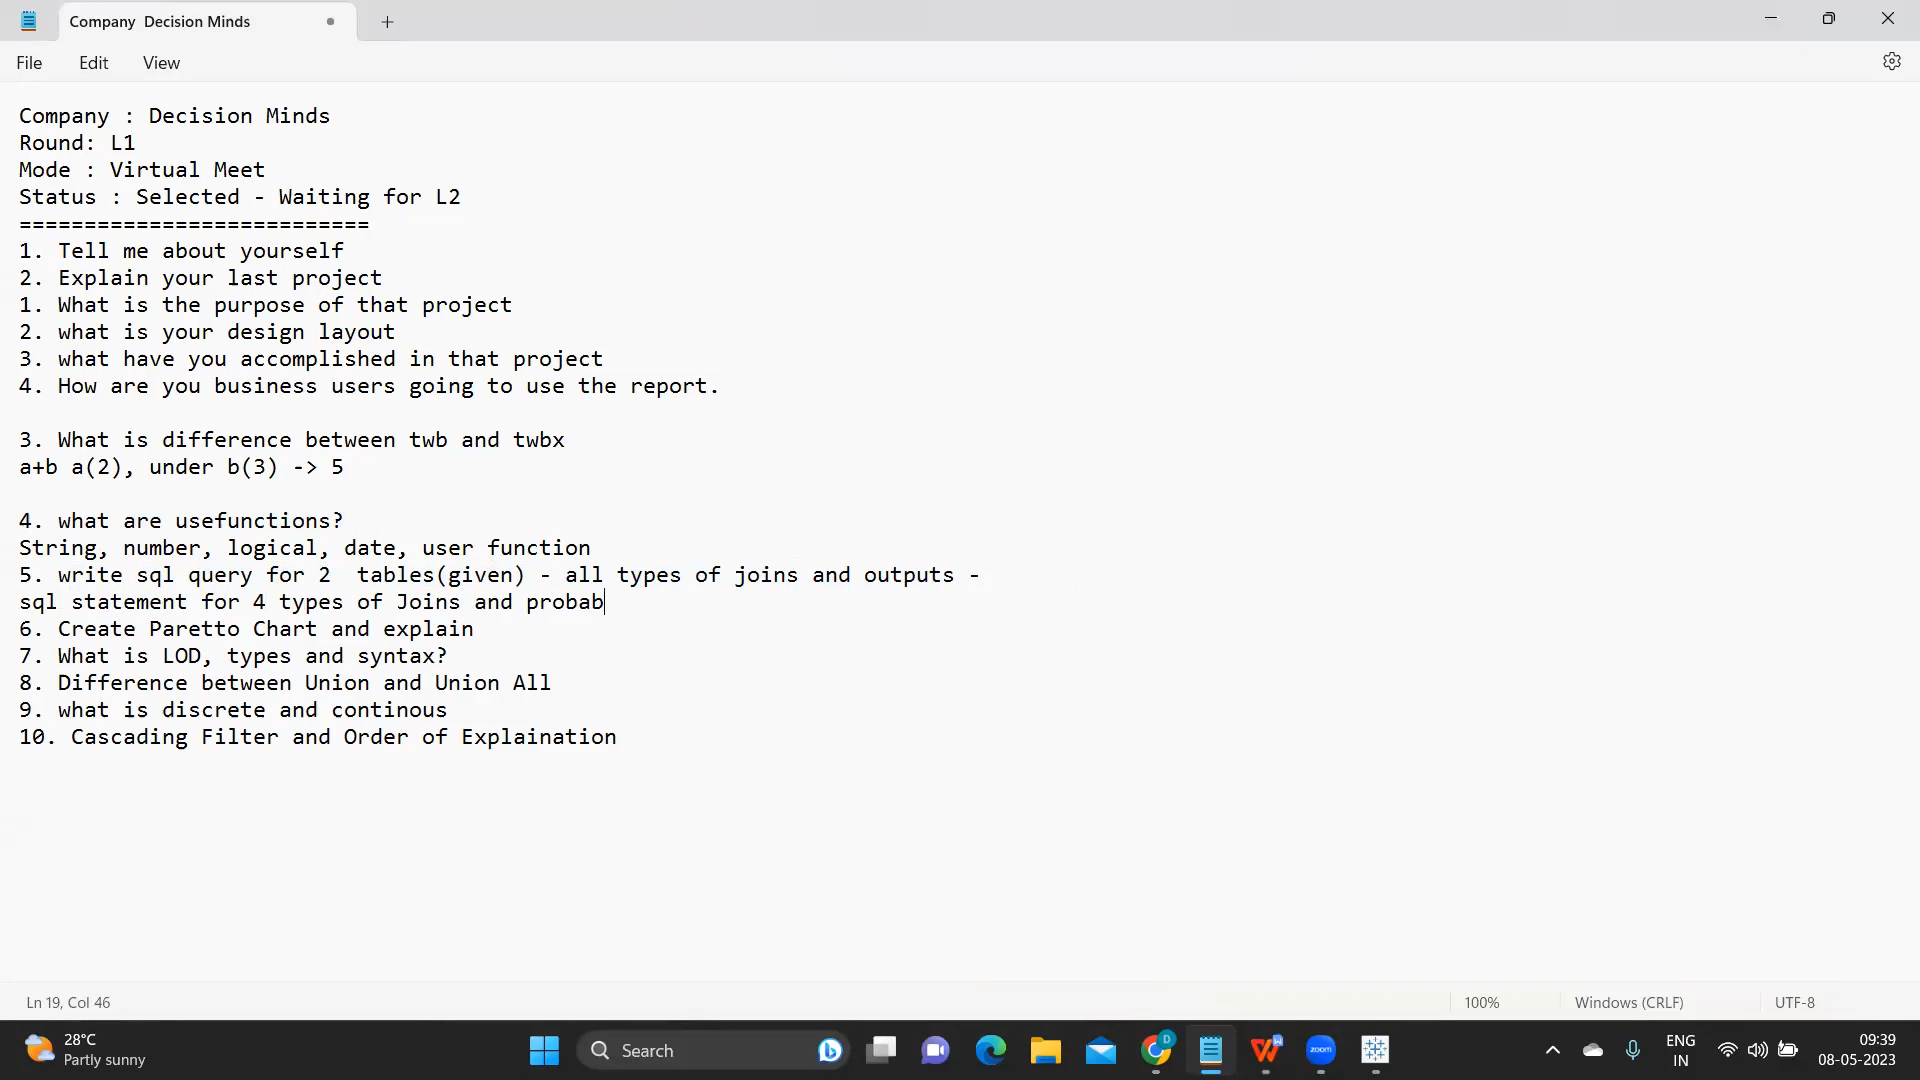 Company  Decision Minds
File Edit View
Company : Decision Minds
Round: L1
Mode : Virtual Meet
Status : Selected - Waiting for L2
===========================
1. Tell me about yourself
2. Explain your last project
1. What is the purpose of that project
2. what is your design layout
3. what have you accomplished in that project
4. How are you business users going to use the report.
3. What is difference between twb and twbx
a+b a(2), under b(3) -> 5
4. what are usefunctions?
String, number, logical, date, user function
5. write sql query for 2  tables(given) - all types of joins and outputs -
sql statement for 4 types of Joins and probab
6. Create Paretto Chart and explain
7. What is LOD, types and syntax?
8. Difference between Union and Union All
9. what is discrete and continous
10. Cascading Filter and Order of Explaination
Ln 19, Col 46 100% Windows (CRLF) UTF-8
28°C
Partly sunny
Search
zoom
D
ENG
IN
09:39
08-05-2023